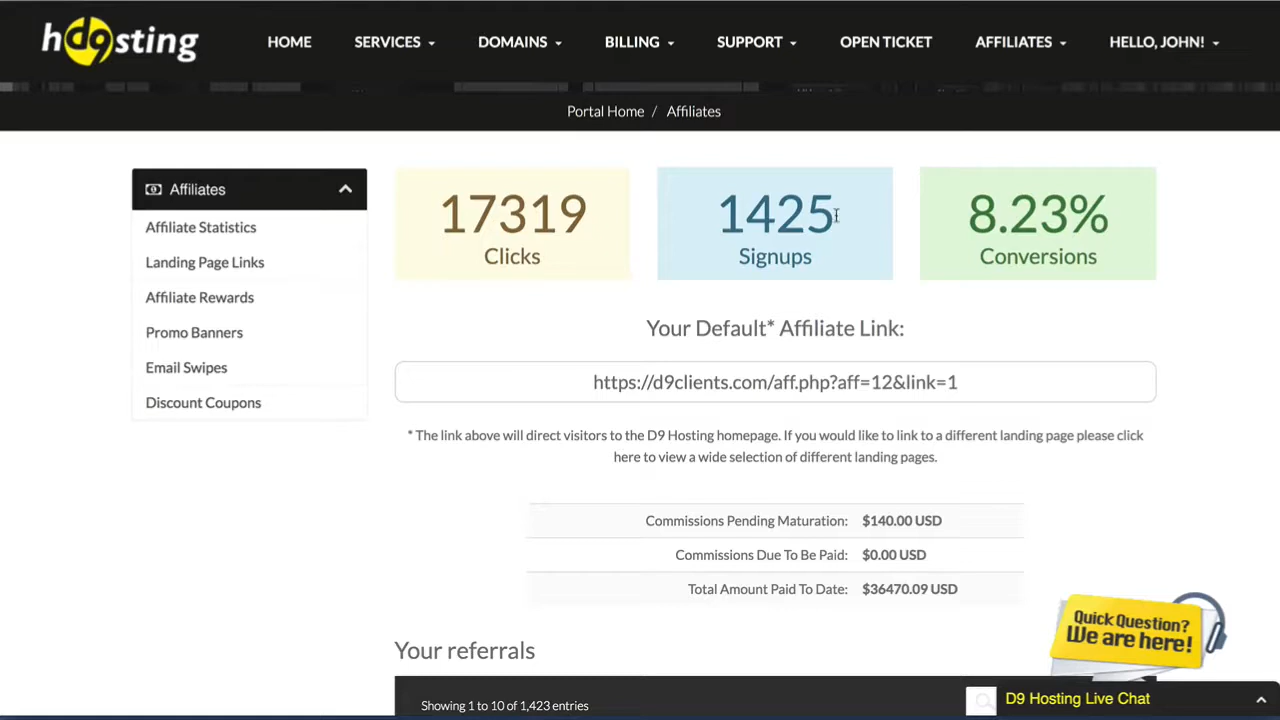 hd9sting
HOME
SERVICES
DOMAINS
BILLING
SUPPORT
OPEN TICKET
AFFILIATES
HELLO, JOHN!
Portal Home / Affiliates
Affiliates
Affiliate Statistics
Landing Page Links
Affiliate Rewards
Promo Banners
Email Swipes
Discount Coupons
17319
Clicks
1425
Signups
8.23%
Conversions
Your Default* Affiliate Link:
https://d9clients.com/aff.php?aff=12&link=1
* The link above will direct visitors to the D9 Hosting homepage. If you would like to link to a different landing page please click
here to view a wide selection of different landing pages.
Commissions Pending Maturation: $140.00 USD
Commissions Due To Be Paid: $0.00 USD
Total Amount Paid To Date: $36470.09 USD
Your referrals
Showing 1 to 10 of 1,423 entries
Quick Question?
We are here!
D9 Hosting Live Chat